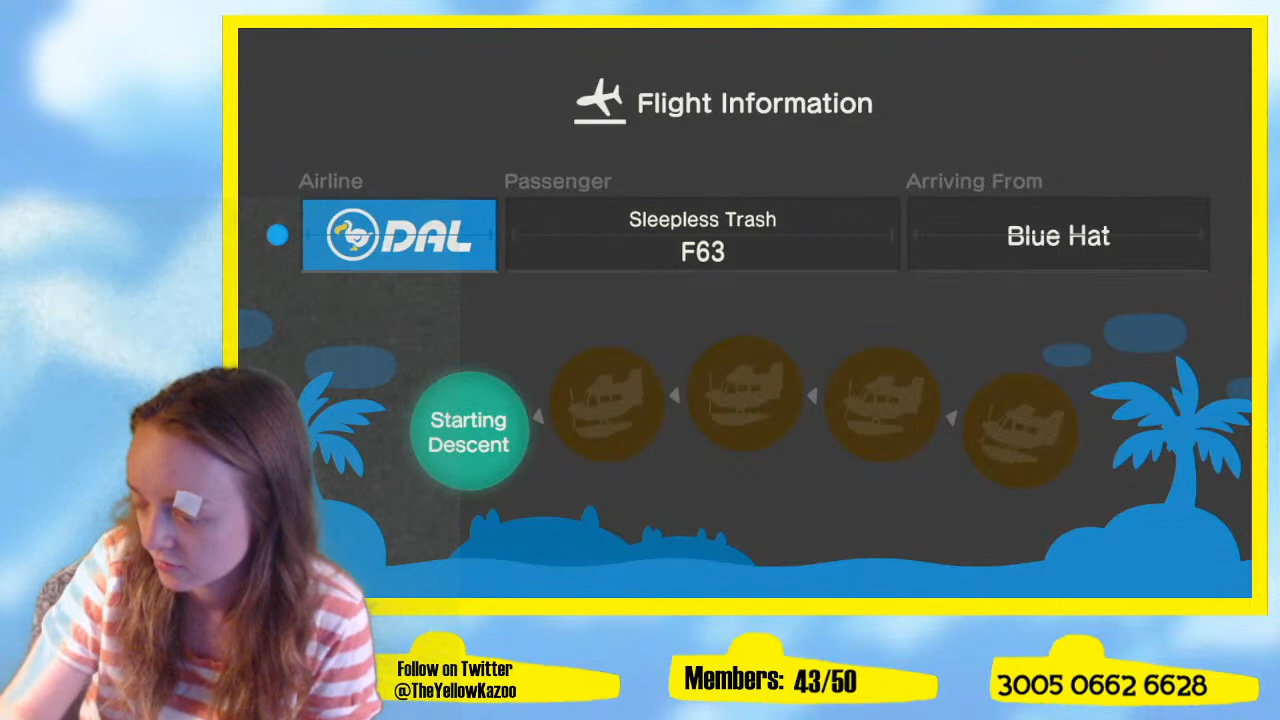 Flight Information
Airline
Passenger
Arriving From
DAL
Sleepless Trash
F63
Blue Hat
Starting
Descent
Follow on Twitter
@TheYellowKazoo
Members: 43/50
3005 0662 6628